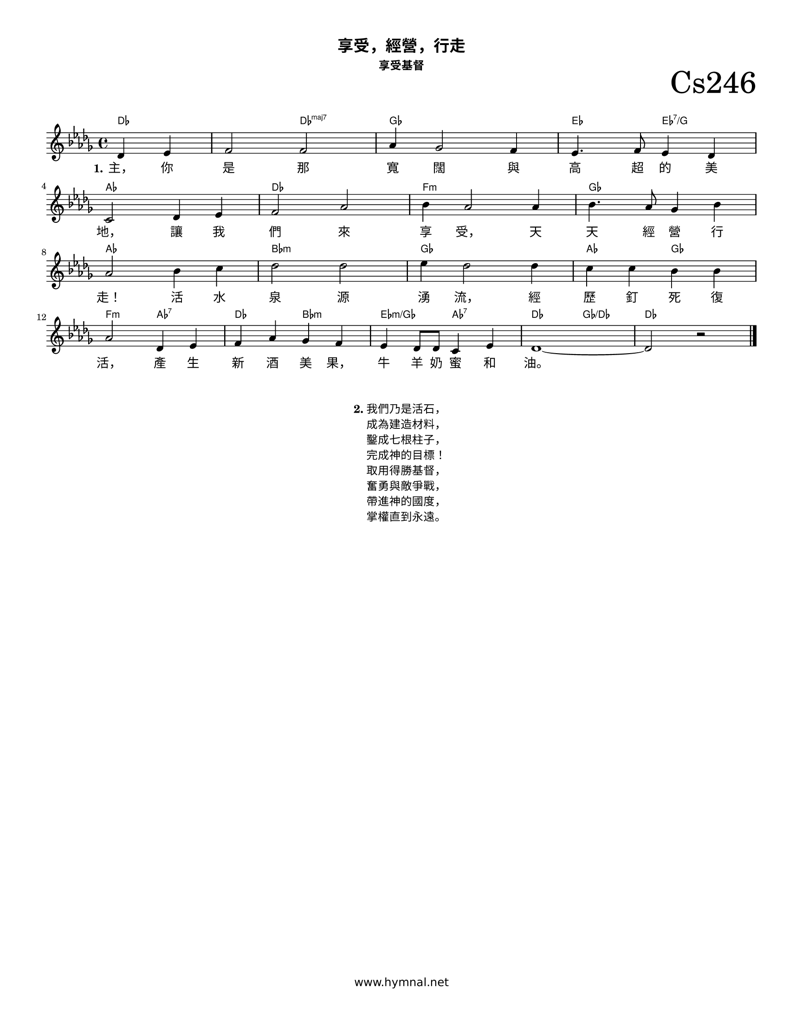 享受，經營，行走
享受基督
Cs246
D♭ D♭maj7 G♭ E♭ E♭7/G
1. 主， 你 是 那 寬 闊 與 高 超 的 美
4 A♭ D♭ Fm G♭
地， 讓 我 們 來 享 受， 天 天 經 營 行
8 A♭ B♭m G♭ A♭ G♭
走！ 活 水 泉 源 湧 流， 經 歷 釘 死 復
12 Fm A♭7 D♭ B♭m E♭m/G♭ A♭7 D♭ G♭/D♭ D♭
活， 產 生 新 酒 美 果， 牛 羊 奶 蜜 和 油。
2. 我們乃是活石，
成為建造材料，
鑿成七根柱子，
完成神的目標！
取用得勝基督，
奮勇與敵爭戰，
帶進神的國度，
掌權直到永遠。
www.hymnal.net